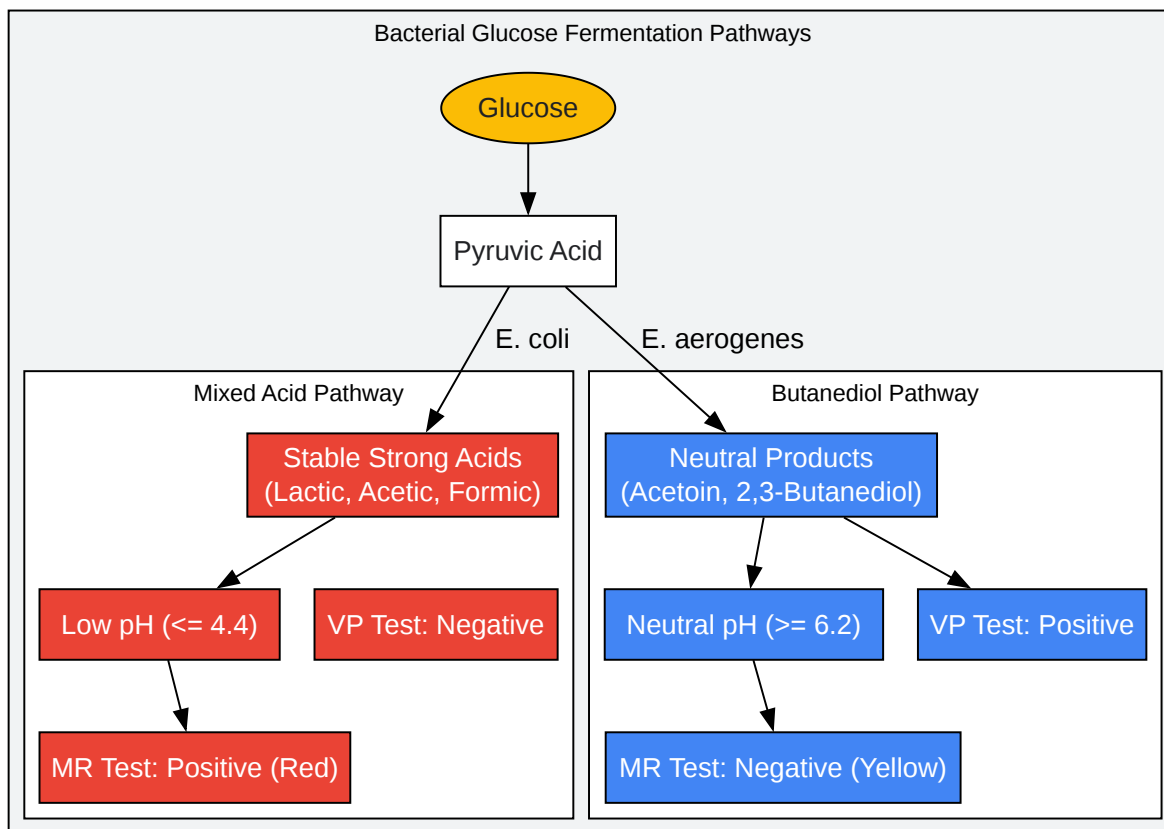 Bacterial Glucose Fermentation Pathways
Glucose
Pyruvic Acid
E. coli
E. aerogenes
Mixed Acid Pathway
Stable Strong Acids
(Lactic, Acetic, Formic)
Low pH (<= 4.4)
VP Test: Negative
MR Test: Positive (Red)
Butanediol Pathway
Neutral Products
(Acetoin, 2,3-Butanediol)
Neutral pH (>= 6.2)
VP Test: Positive
MR Test: Negative (Yellow)